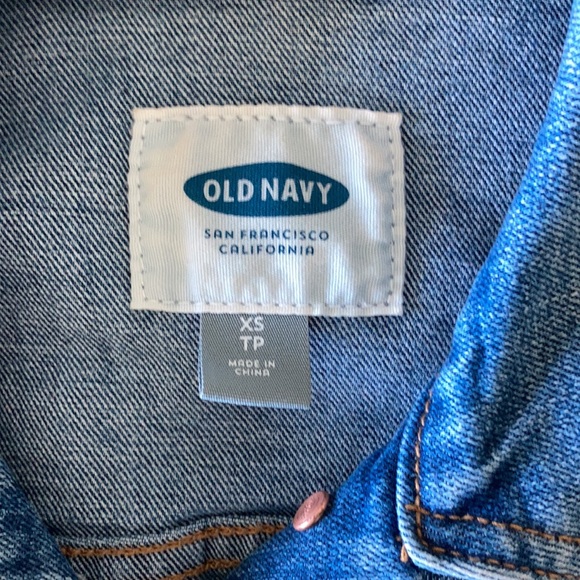 OLD NAVY
SAN FRANCISCO
CALIFORNIA
XS
TP
MADE IN
CHINA